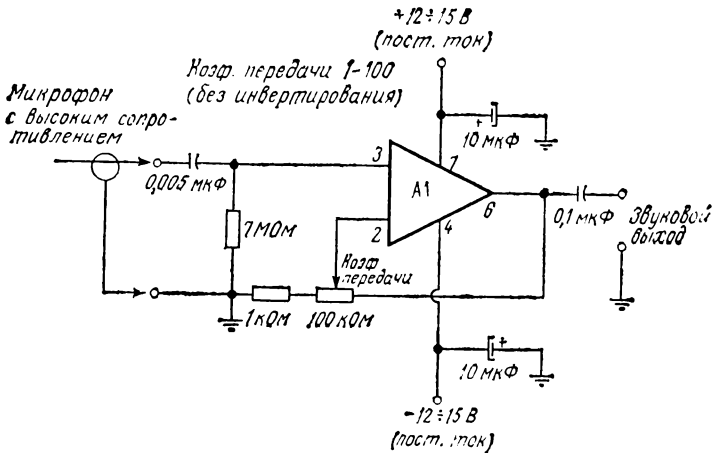 +12÷15 В
(пост. ток)
Коэф. передачи 1-100
(без инвертирования)
Микрофон
с высоким сопро-
тивлением
10 мкФ
+
0,005 мкФ
3
7
А1
6
2
4
0,1 мкФ
Звуковой
выход
7 МОм
Коэф
передачи
1 кОм
100 кОм
+
10 мкФ
-12÷15 В
(пост. ток)